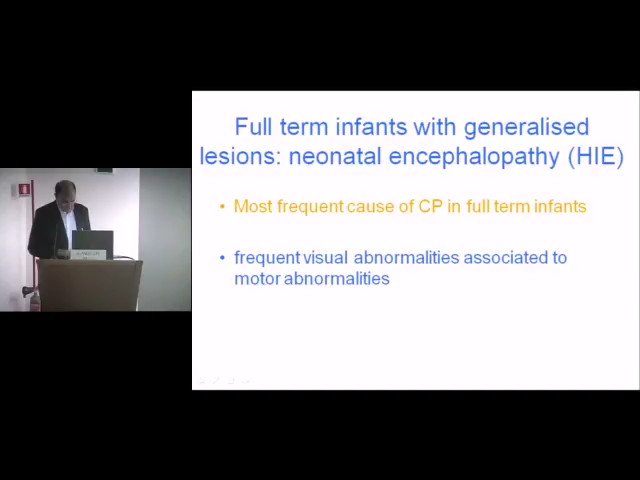 Full term infants with generalised
lesions: neonatal encephalopathy (HIE)
• Most frequent cause of CP in full term infants
• frequent visual abnormalities associated to
motor abnormalities